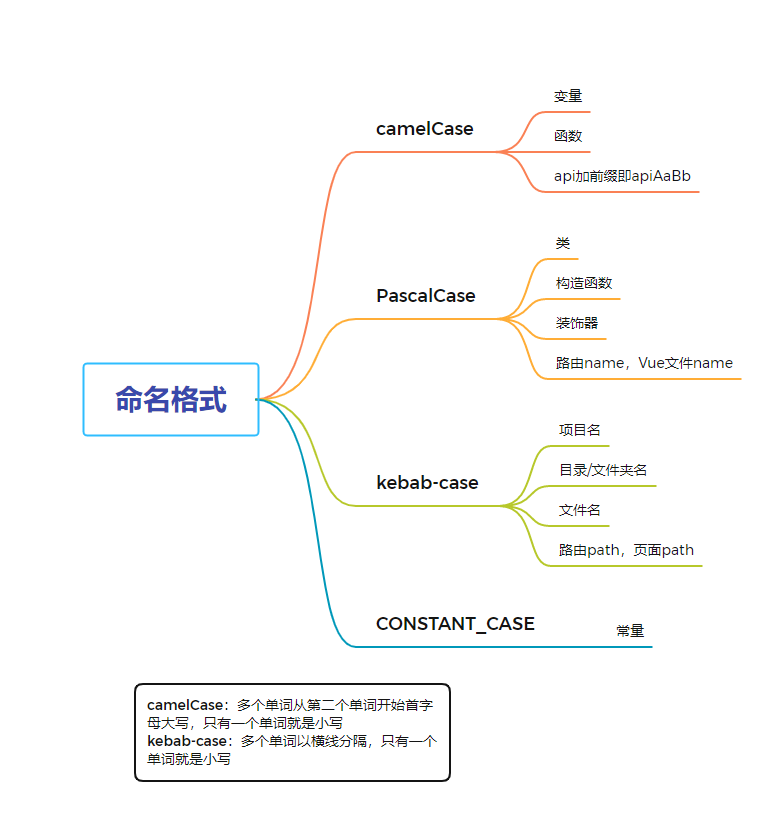 命名格式
camelCase
变量
函数
api加前缀即apiAaBb
PascalCase
类
构造函数
装饰器
路由name，Vue文件name
kebab-case
项目名
目录/文件夹名
文件名
路由path，页面path
CONSTANT_CASE
常量
camelCase：多个单词从第二个单词开始首字
母大写，只有一个单词就是小写
kebab-case：多个单词以横线分隔，只有一个
单词就是小写